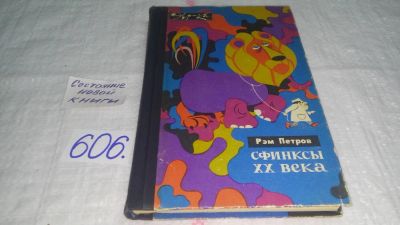 Состояние
новой
книги
606.
Рэм Петров
СФИНКСЫ
XX ВЕКА